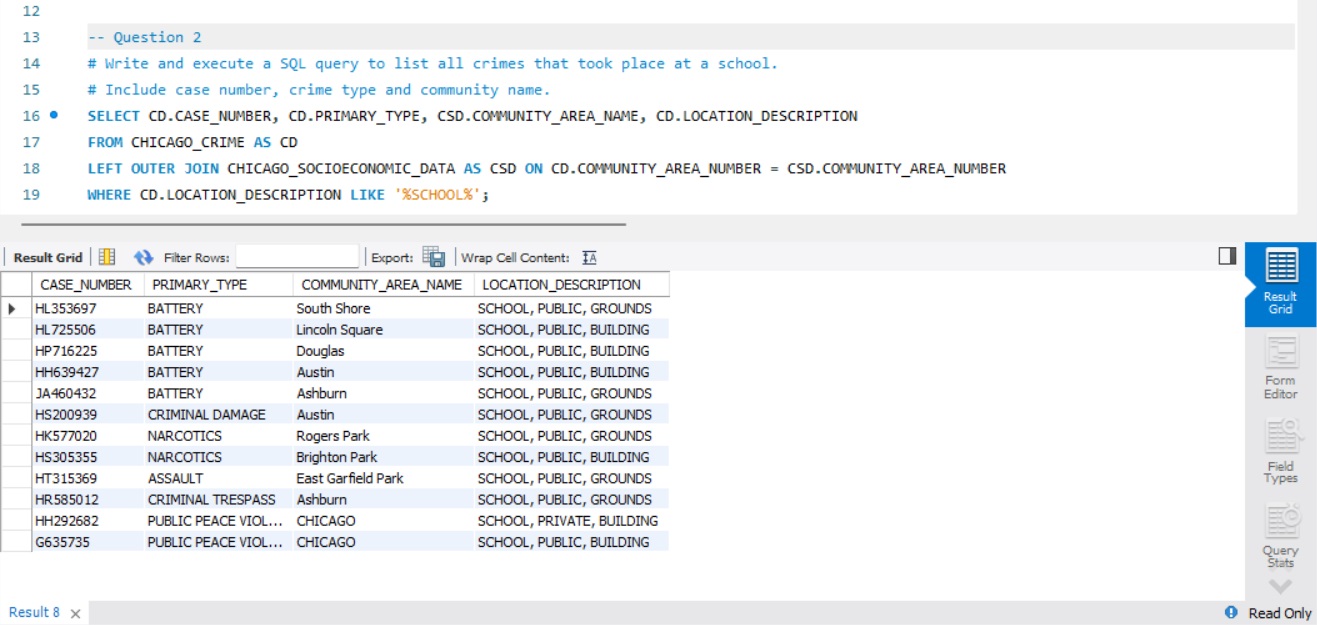 12
13 -- Question 2
14 # Write and execute a SQL query to list all crimes that took place at a school.
15 # Include case number, crime type and community name.
16 SELECT CD.CASE_NUMBER, CD.PRIMARY_TYPE, CSD.COMMUNITY_AREA_NAME, CD.LOCATION_DESCRIPTION
17 FROM CHICAGO_CRIME AS CD
18 LEFT OUTER JOIN CHICAGO_SOCIOECONOMIC_DATA AS CSD ON CD.COMMUNITY_AREA_NUMBER = CSD.COMMUNITY_AREA_NUMBER
19 WHERE CD.LOCATION_DESCRIPTION LIKE '%SCHOOL%';
Result Grid Filter Rows: Export: Wrap Cell Content: IA
CASE_NUMBER PRIMARY_TYPE COMMUNITY_AREA_NAME LOCATION_DESCRIPTION
HL353697 BATTERY South Shore SCHOOL, PUBLIC, GROUNDS
HL725506 BATTERY Lincoln Square SCHOOL, PUBLIC, BUILDING
HP716225 BATTERY Douglas SCHOOL, PUBLIC, BUILDING
HH639427 BATTERY Austin SCHOOL, PUBLIC, BUILDING
JA460432 BATTERY Ashburn SCHOOL, PUBLIC, GROUNDS
HS200939 CRIMINAL DAMAGE Austin SCHOOL, PUBLIC, GROUNDS
HK577020 NARCOTICS Rogers Park SCHOOL, PUBLIC, GROUNDS
HS305355 NARCOTICS Brighton Park SCHOOL, PUBLIC, BUILDING
HT315369 ASSAULT East Garfield Park SCHOOL, PUBLIC, GROUNDS
HR585012 CRIMINAL TRESPASS Ashburn SCHOOL, PUBLIC, GROUNDS
HH292682 PUBLIC PEACE VIOL... CHICAGO SCHOOL, PRIVATE, BUILDING
G635735 PUBLIC PEACE VIOL... CHICAGO SCHOOL, PUBLIC, BUILDING
Result
Grid
Form
Editor
Field
Types
Query
Stats
Result 8
Read Only